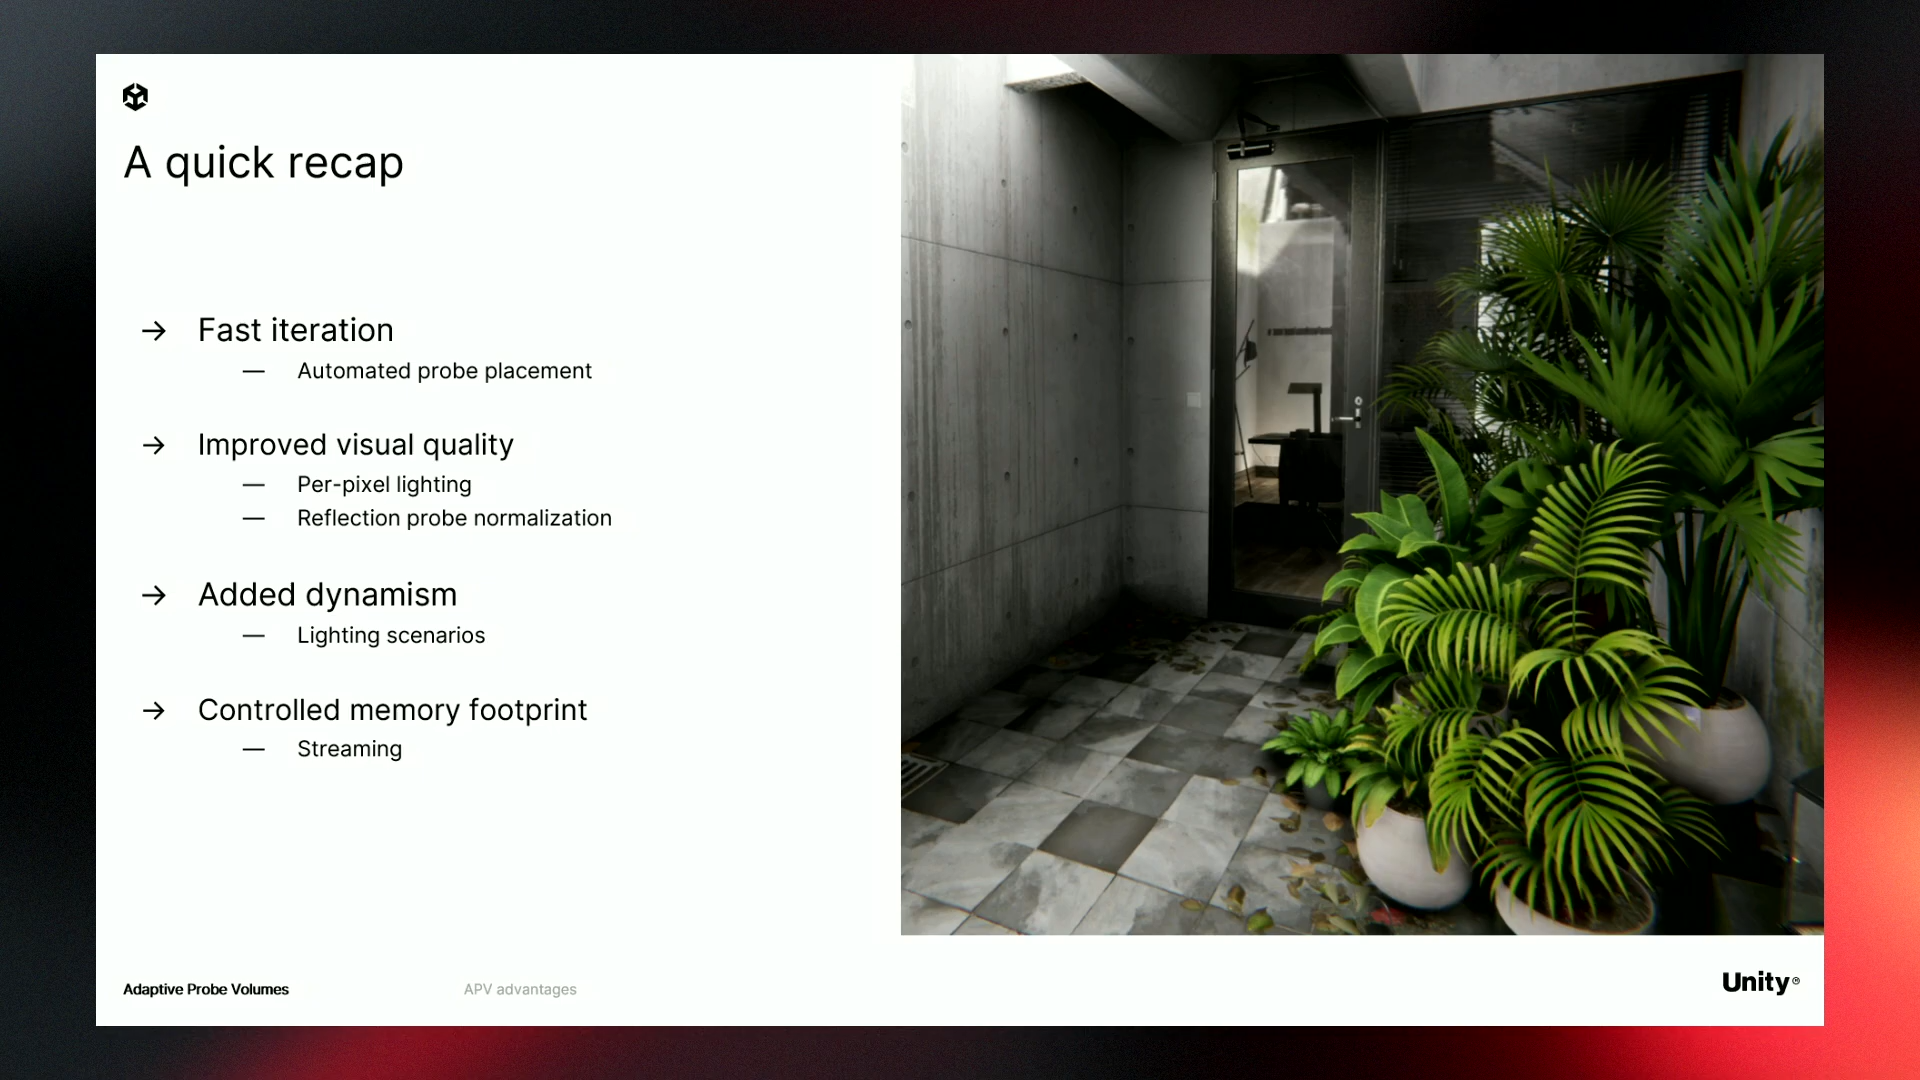 A quick recap
→ Fast iteration
— Automated probe placement
→ Improved visual quality
— Per-pixel lighting
— Reflection probe normalization
→ Added dynamism
— Lighting scenarios
→ Controlled memory footprint
— Streaming
Adaptive Probe Volumes
APV advantages
Unity®